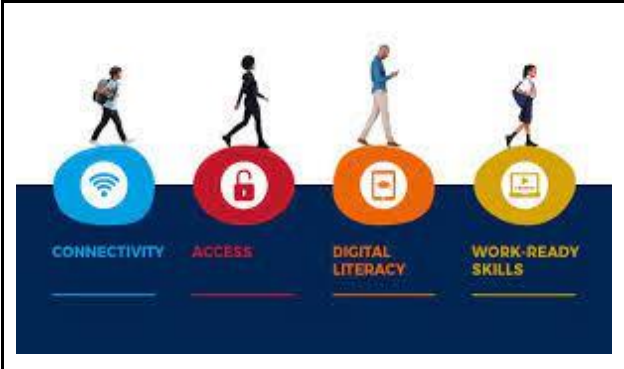 CONNECTIVITY
ACCESS
DIGITAL
LITERACY
WORK-READY
SKILLS